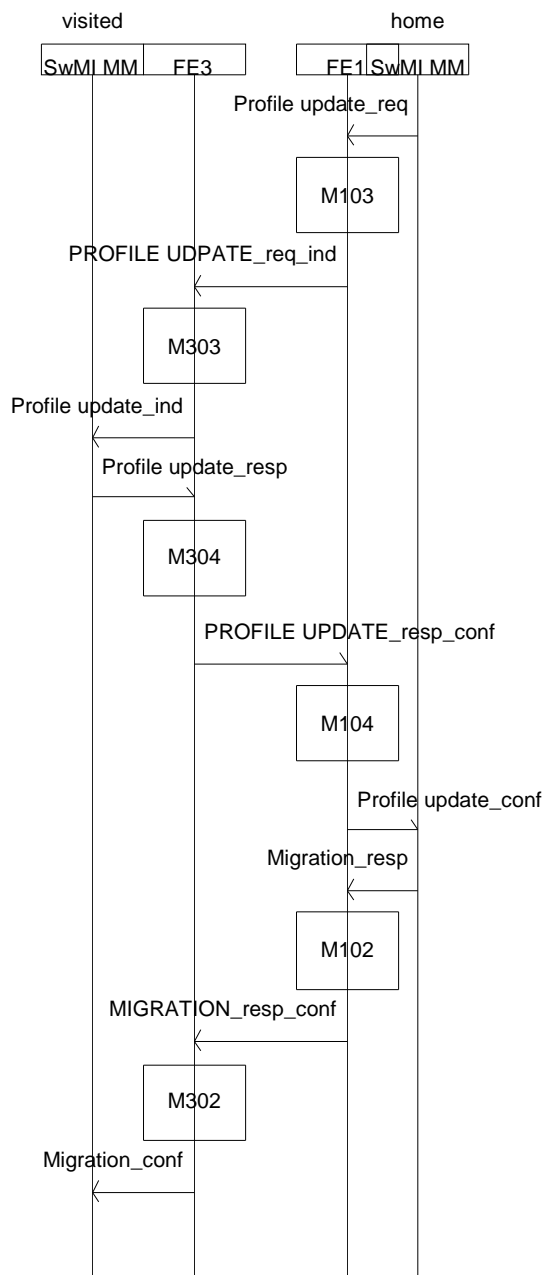 visited home
SwMI MM FE3 FE1 SwMI MM
Profile update_req
M103
PROFILE UDPATE_req_ind
M303
Profile update_ind
Profile update_resp
M304
PROFILE UPDATE_resp_conf
M104
Profile update_conf
Migration_resp
M102
MIGRATION_resp_conf
M302
Migration_conf